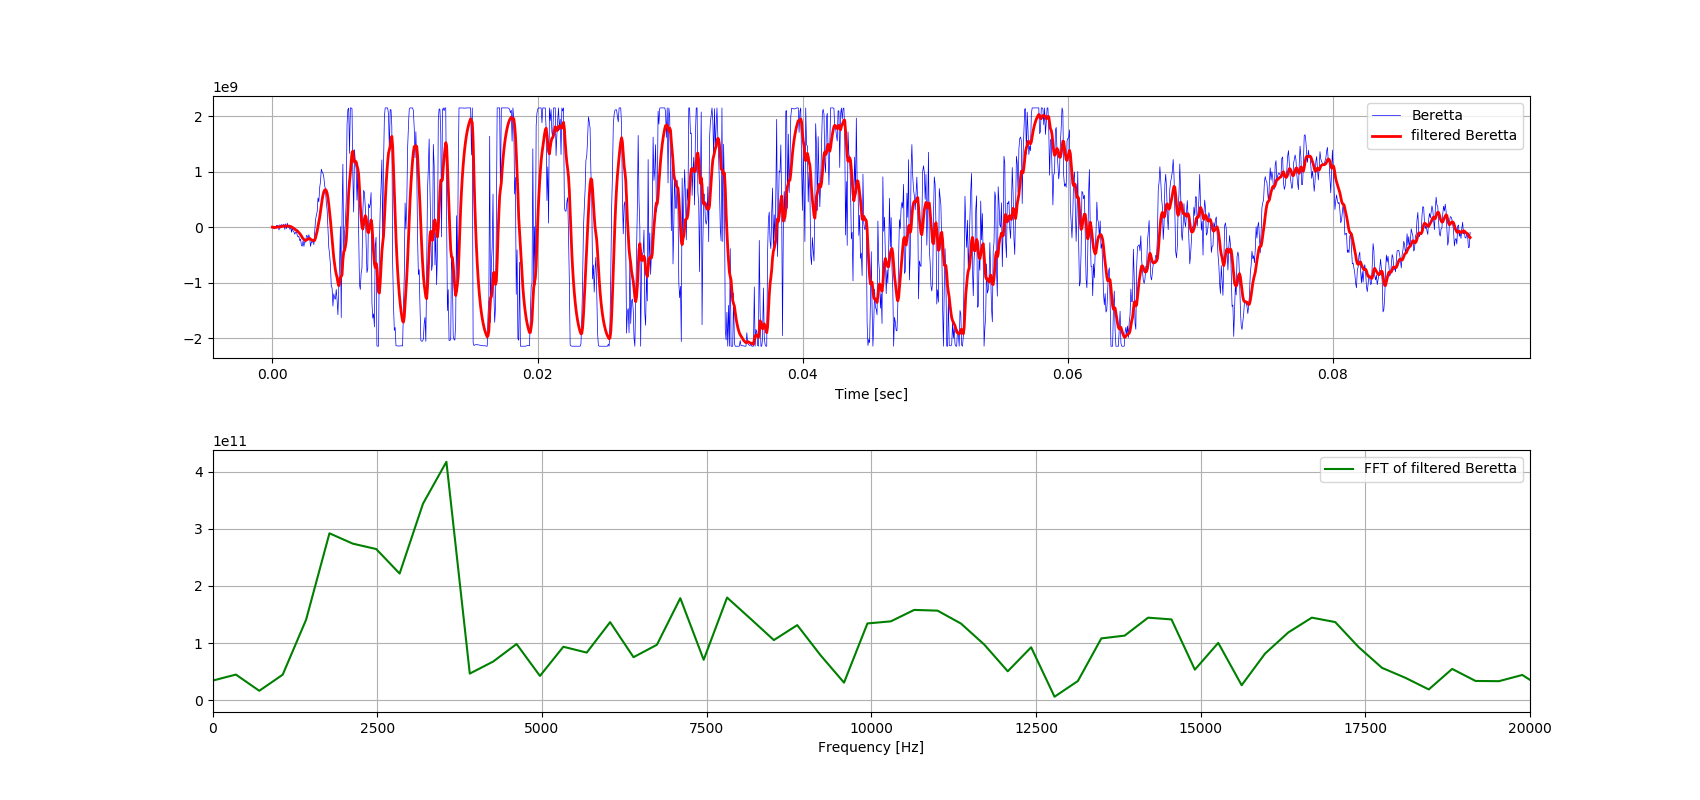 1e9
Beretta
filtered Beretta
2
1
0
−1
−2
0.00 0.02 0.04 0.06 0.08
Time [sec]
1e11
FFT of filtered Beretta
4
3
2
1
0
0 2500 5000 7500 10000 12500 15000 17500 20000
Frequency [Hz]